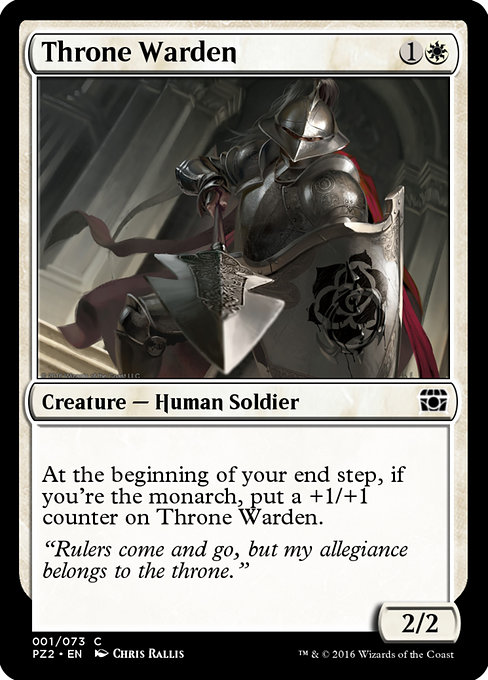 Throne Warden
1
Creature — Human Soldier
At the beginning of your end step, if
you're the monarch, put a +1/+1
counter on Throne Warden.
“Rulers come and go, but my allegiance
belongs to the throne.”
2/2
001/073 C
PZ2 • EN Chris Rallis
™ & © 2016 Wizards of the Coast